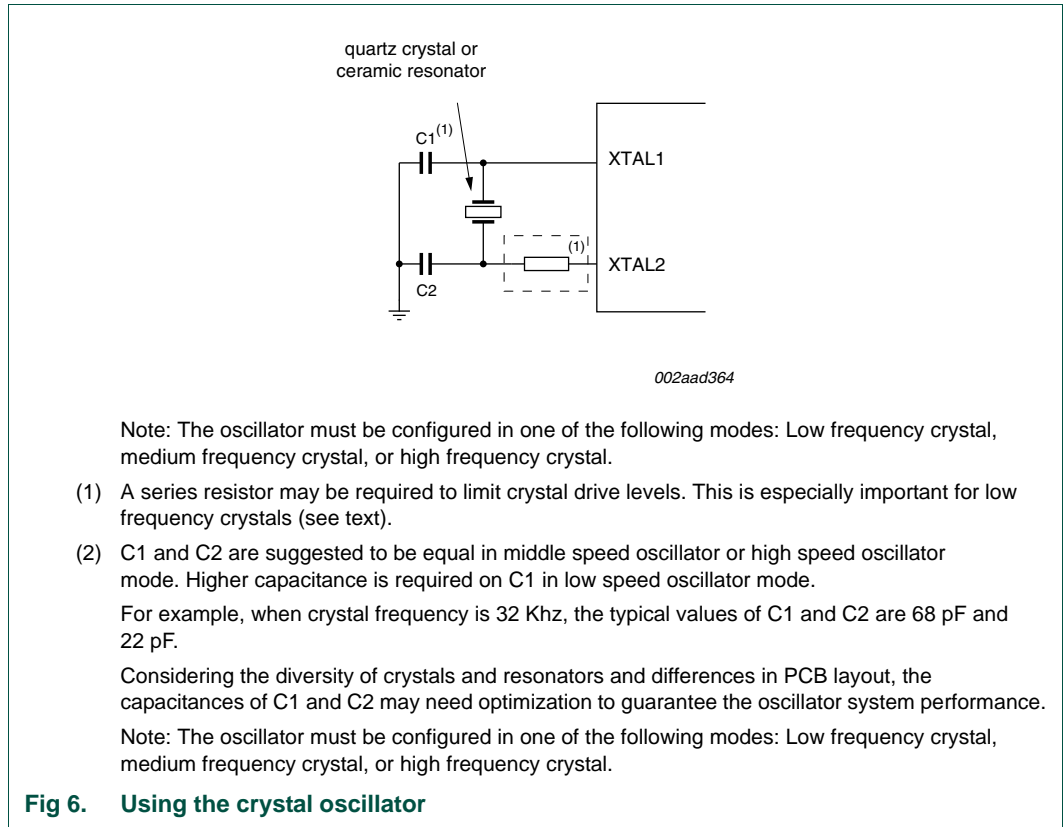 quartz crystal or
ceramic resonator
C1(1)
XTAL1
(1)
XTAL2
C2
002aad364
Note: The oscillator must be configured in one of the following modes: Low frequency crystal,
medium frequency crystal, or high frequency crystal.
(1) A series resistor may be required to limit crystal drive levels. This is especially important for low
frequency crystals (see text).
(2) C1 and C2 are suggested to be equal in middle speed oscillator or high speed oscillator
mode. Higher capacitance is required on C1 in low speed oscillator mode.
For example, when crystal frequency is 32 Khz, the typical values of C1 and C2 are 68 pF and
22 pF.
Considering the diversity of crystals and resonators and differences in PCB layout, the
capacitances of C1 and C2 may need optimization to guarantee the oscillator system performance.
Note: The oscillator must be configured in one of the following modes: Low frequency crystal,
medium frequency crystal, or high frequency crystal.
Fig 6. Using the crystal oscillator